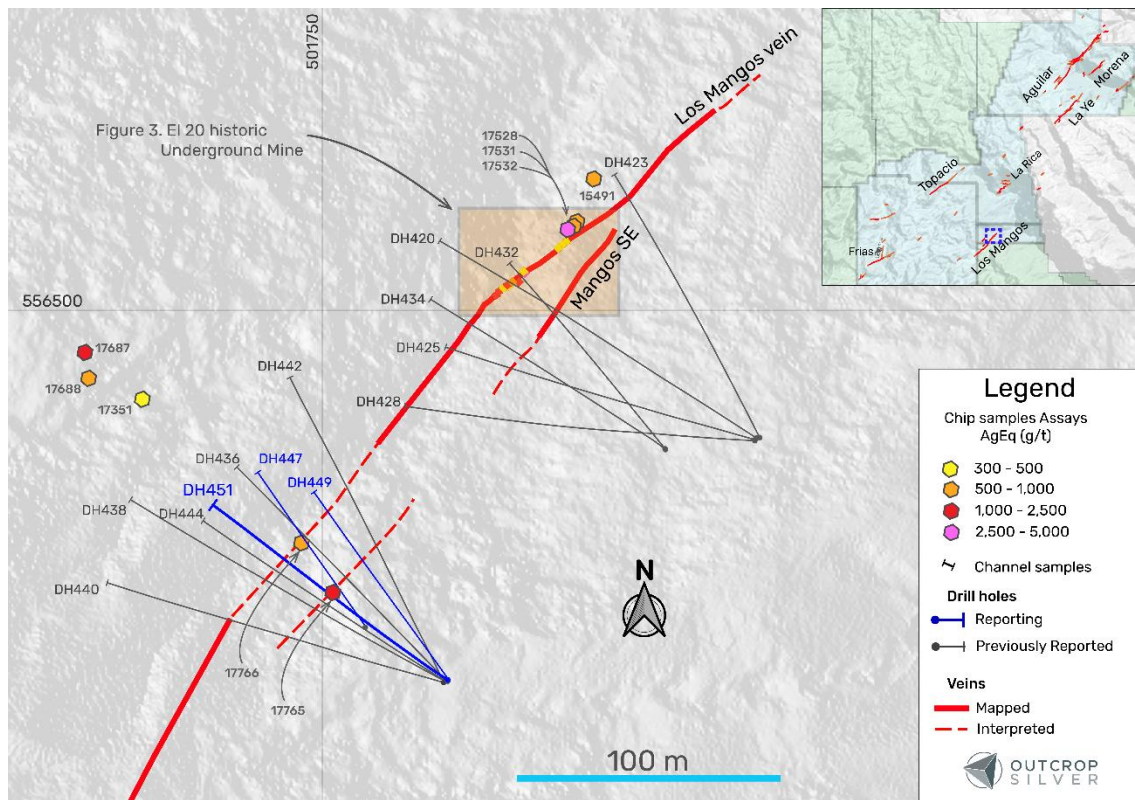 501750
Los Mangos vein
Figure 3. El 20 historic
Underground Mine
17528
17531
17532
DH423
15491
DH420
DH432
Mangos SE
DH434
556500
DH425
17687
17688
17351
DH442
DH428
DH436
DH447
DH449
DH451
DH438
DH444
DH440
17766
17765
N
100 m
Aguilar
Morena
La Ye
Topacio
La Rica
Frias
Los Mangos
Legend
Chip samples Assays
AgEq (g/t)
300 - 500
500 - 1,000
1,000 - 2,500
2,500 - 5,000
Channel samples
Drill holes
Reporting
Previously Reported
Veins
Mapped
Interpreted
OUTCROP
SILVER